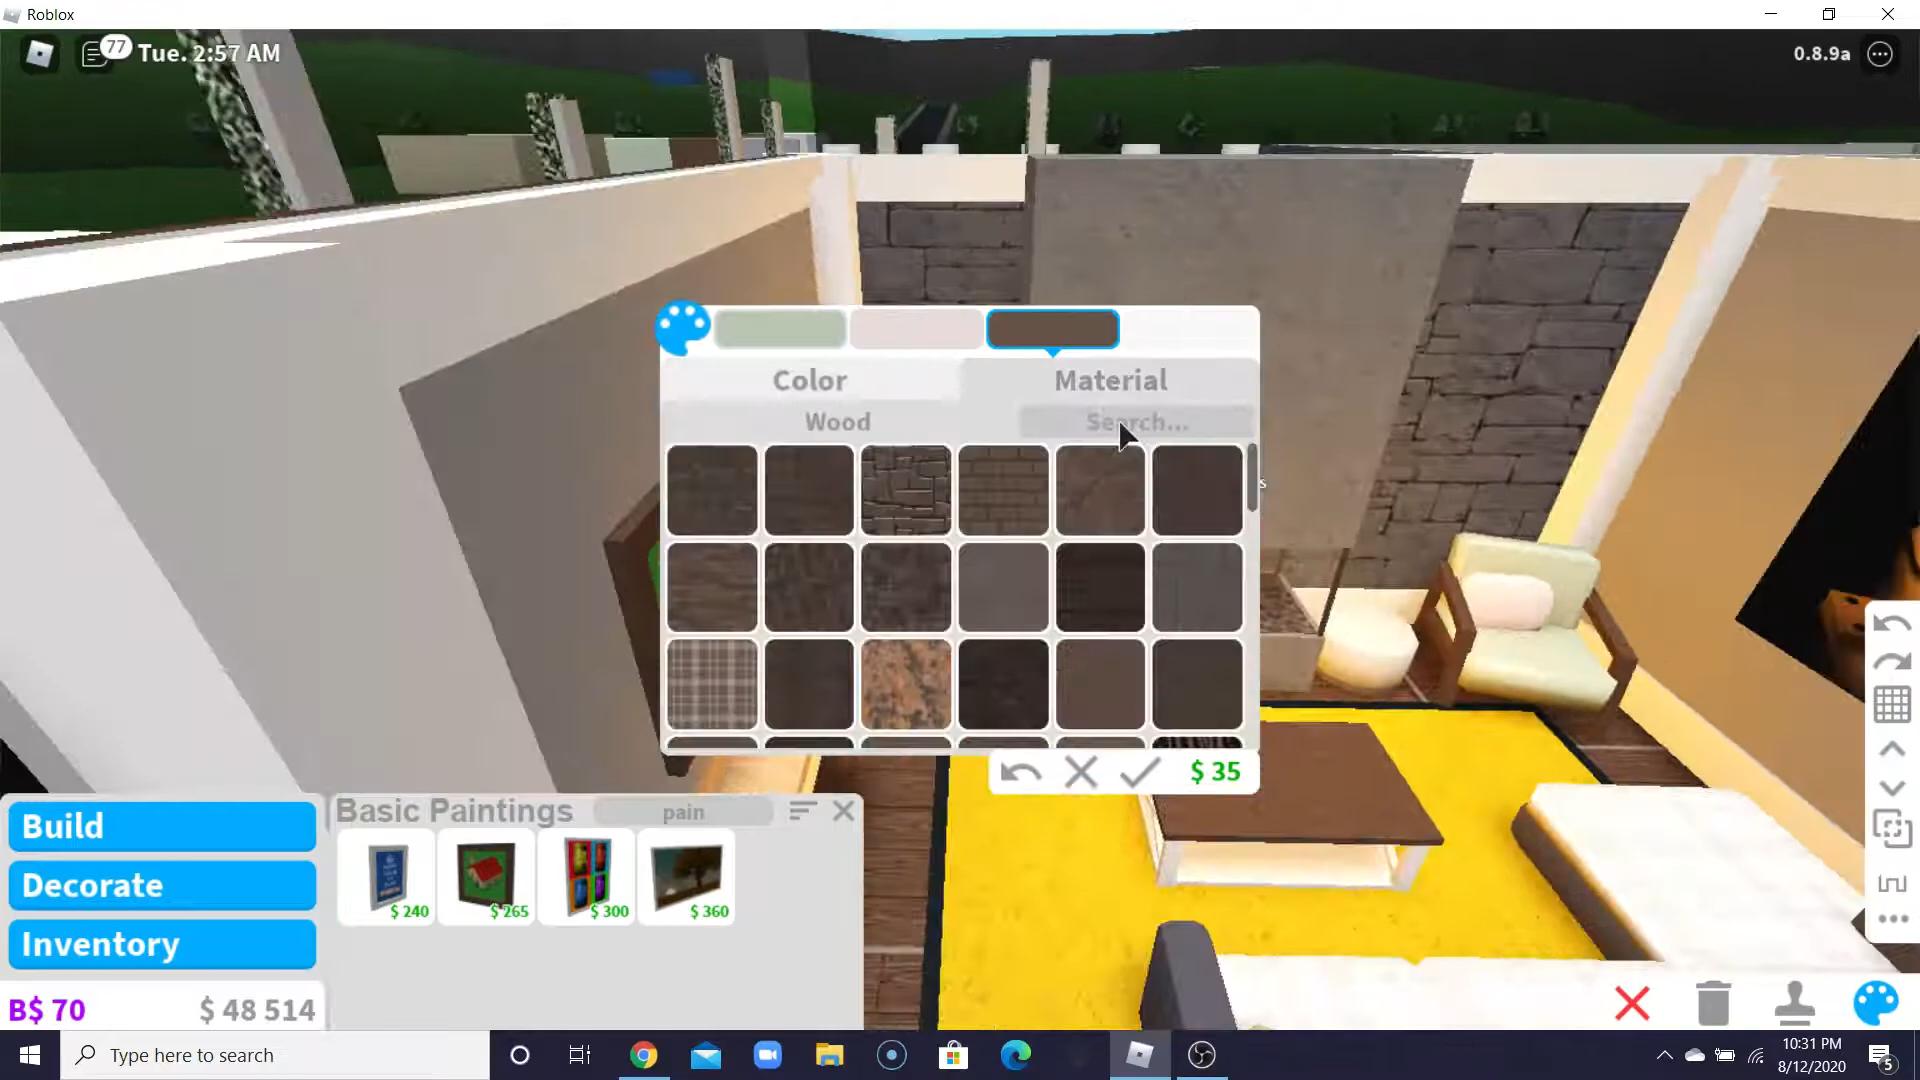 Roblox
77
Tue. 2:57 AM
0.8.9a
Color
Material
Wood
Search...
s
$ 35
Build
Decorate
Inventory
B$ 70
$ 48 514
Basic Paintings
pain
$ 240
$ 265
$ 300
$ 360
Type here to search
10:31 PM
8/12/2020
5